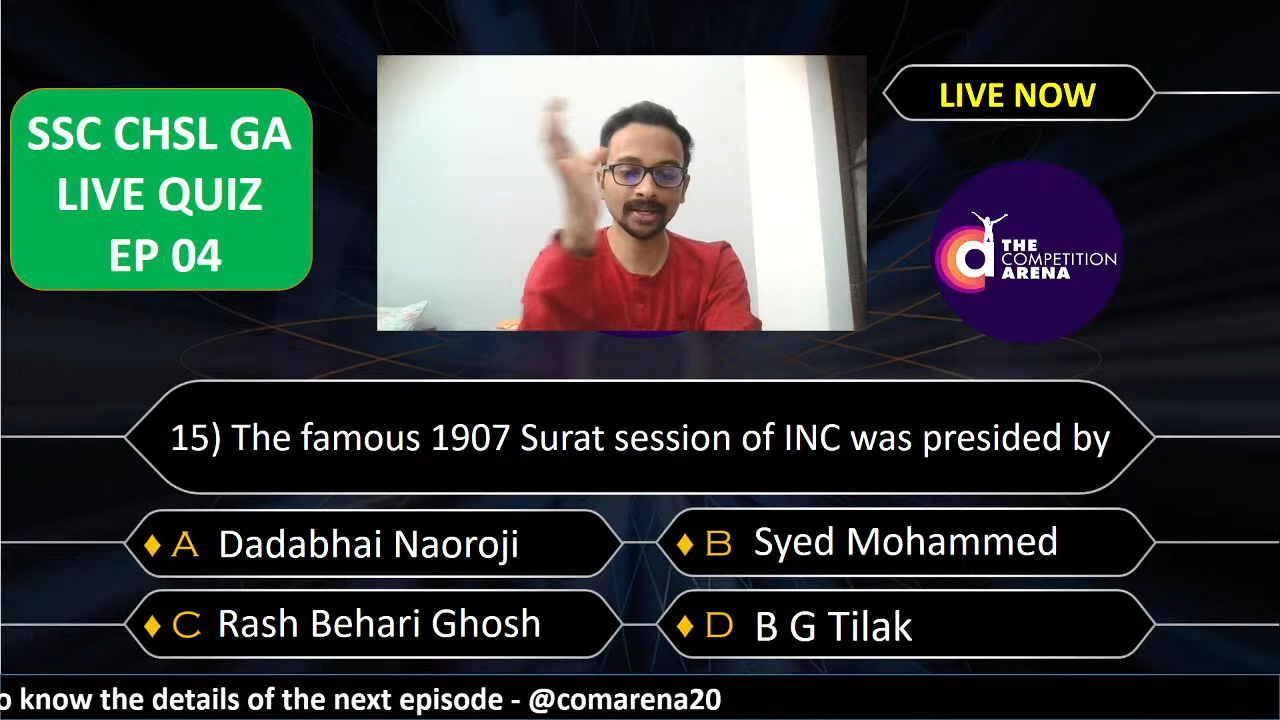 SSC CHSL GA
LIVE QUIZ
EP 04
LIVE NOW
THE
COMPETITION
ARENA
15) The famous 1907 Surat session of INC was presided by
A Dadabhai Naoroji
B Syed Mohammed
C Rash Behari Ghosh
D B G Tilak
know the details of the next episode - @comarena20